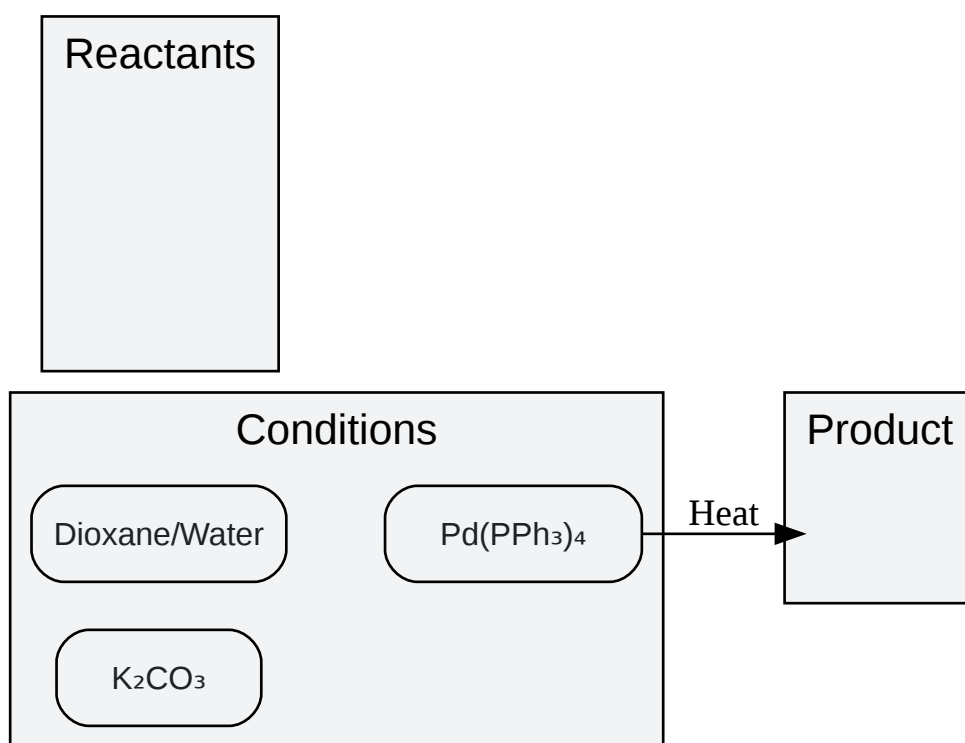 Reactants
Conditions
Product
Dioxane/Water
Pd(PPh₃)₄
Heat
K₂CO₃